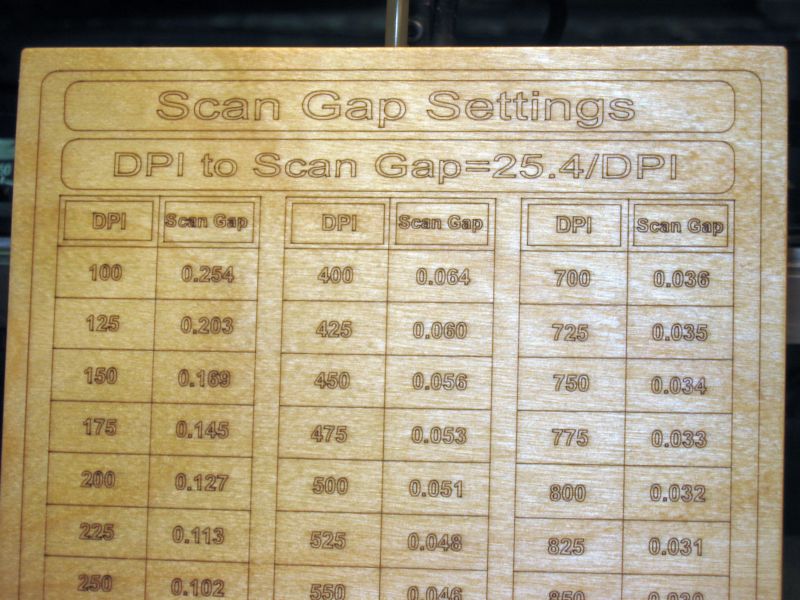 Scan Gap Settings
DPI to Scan Gap=25.4/DPI
DPI Scan Gap DPI Scan Gap DPI Scan Gap
100 0.254 400 0.064 700 0.036
125 0.203 425 0.060 725 0.035
150 0.169 450 0.056 750 0.034
175 0.145 475 0.053 775 0.033
200 0.127 500 0.051 800 0.032
225 0.113 525 0.048 825 0.031
250 0.102 550 0.046 850 0.030